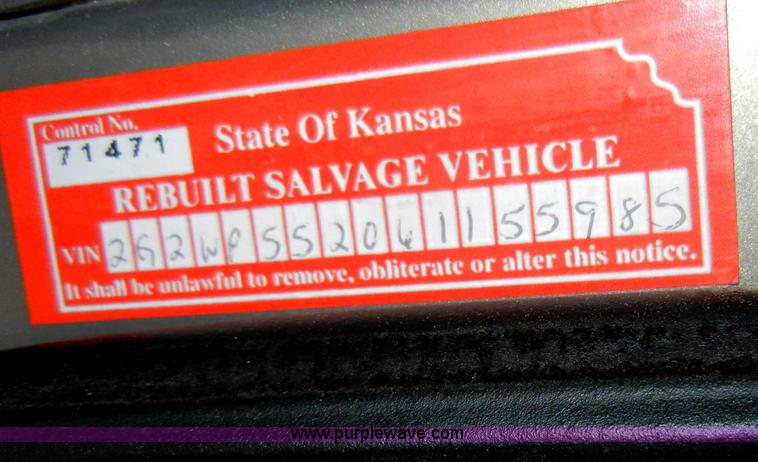 Control No.
71471
State Of Kansas
REBUILT SALVAGE VEHICLE
VIN 2G2WP552061155985
It shall be unlawful to remove, obliterate or alter this notice.
www.purplewave.com